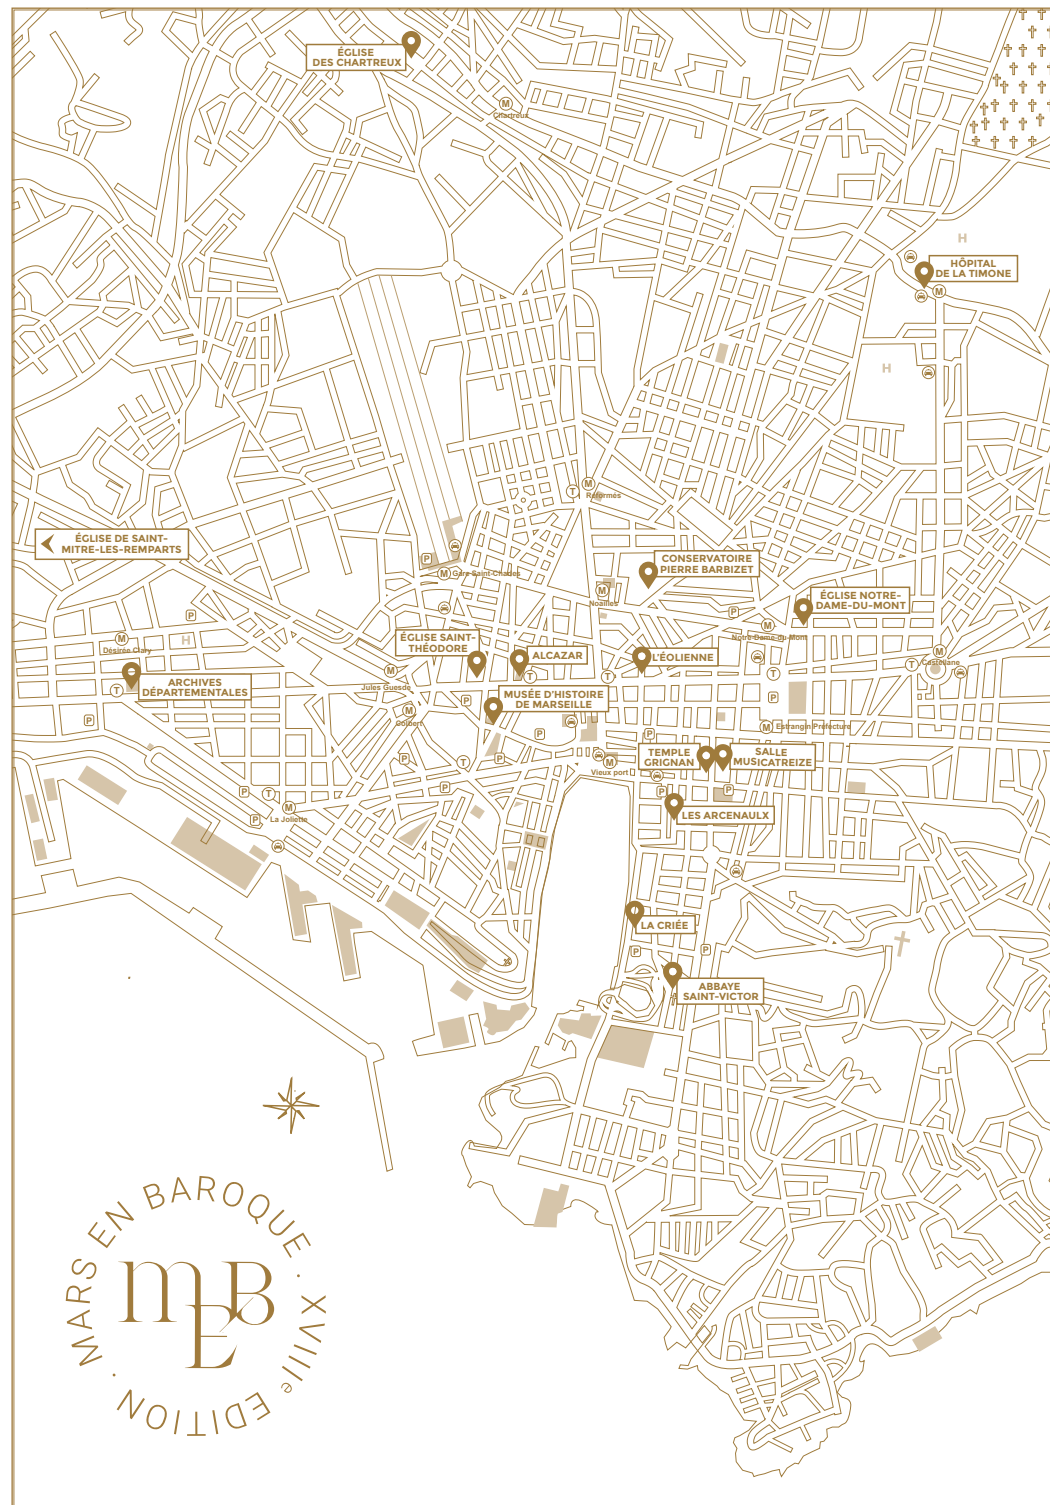 ÉGLISE
DES CHARTREUX
M
Chartreux
H
HÔPITAL
DE LA TIMONE
M
H
M
T
Réformés
ÉGLISE DE SAINT-
MITRE-LES-REMPARTS
P
M
Gare Saint-Charles
CONSERVATOIRE
PIERRE BARBIZET
M
Noailles
ÉGLISE NOTRE-
DAME-DU-MONT
P
P
M
Notre-Dame-du-Mont
M
Désirée Clary
H
ÉGLISE SAINT-
THÉODORE
ALCAZAR
L'ÉOLIENNE
M
Castellane
T
M
Jules Guesde
T
T
T
ARCHIVES
DÉPARTEMENTALES
T
MUSÉE D'HISTOIRE
DE MARSEILLE
P
P
M
Colbert
P
M
Estrangin Préfecture
P
P
P
TEMPLE
GRIGNAN
SALLE
MUSICATREIZE
P
T
P
M
Vieux port
P
T
P
P
P
M
La Joliette
P
LES ARCENAULX
LA CRIÉE
P
P
ABBAYE
SAINT-VICTOR
MARS EN BAROQUE · XVIIIe EDITION ·
MEB